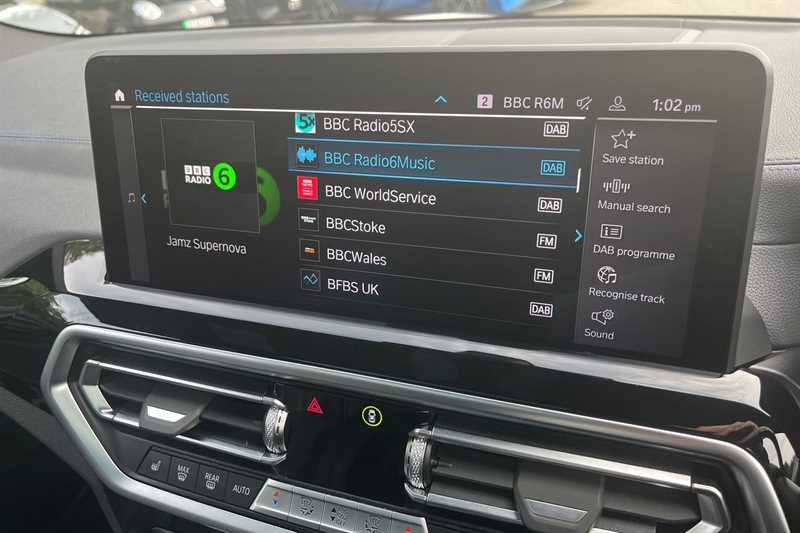 Received stations
2 BBC R6M
1:02 pm
BBC RADIO 6
Jamz Supernova
5X BBC Radio5SX DAB
BBC Radio6Music DAB
BBC WorldService DAB
BBCStoke FM
BBCWales FM
BFBS UK DAB
Save station
Manual search
DAB programme
Recognise track
Sound
MAX
REAR
AUTO